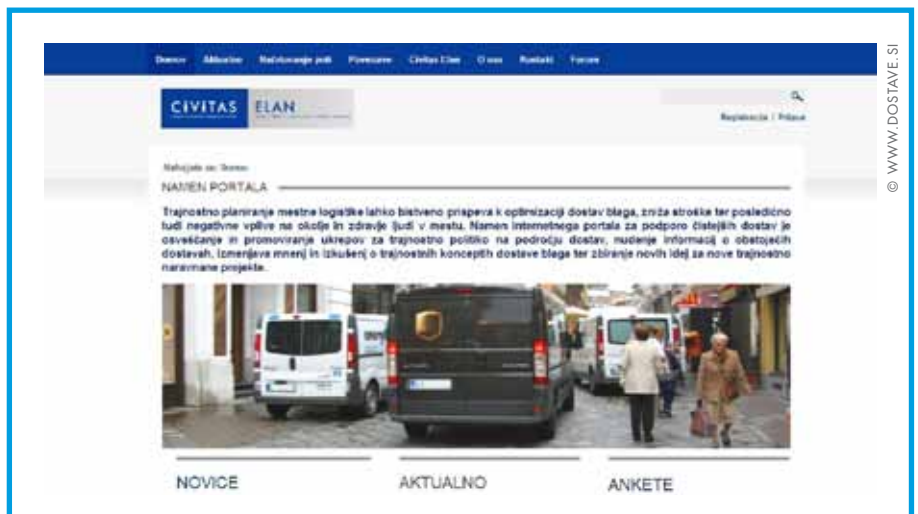 Domov Aktualno Načrtovanje poti Povezave Civitas Elan O nas Kontakt Forum
CIVITAS ELAN
Registracija | Prijava
Nahajate se: Domov
NAMEN PORTALA
Trajnostno planiranje mestne logistike lahko bistveno prispeva k optimizaciji dostav blaga, zniža stroške ter posledično
tudi negativne vplive na okolje in zdravje ljudi v mestu. Namen internetnega portala za podporo čistejših dostav je
osveščanje in promoviranje ukrepov za trajnostno politiko na področju dostav, nudenje informacij o obstoječih
dostavah, izmenjava mnenj in izkušenj o trajnostnih konceptih dostave blaga ter zbiranje novih idej za nove trajnostno
naravnane projekte.
NOVICE AKTUALNO ANKETE
© WWW.DOSTAVE.SI